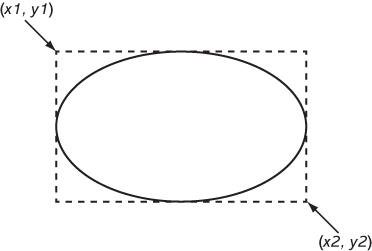 (x1, y1)
(x2, y2)